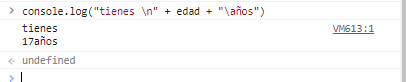 > console.log("tienes \n" + edad + "\años")
tienes VM613:1
17años
< undefined
>